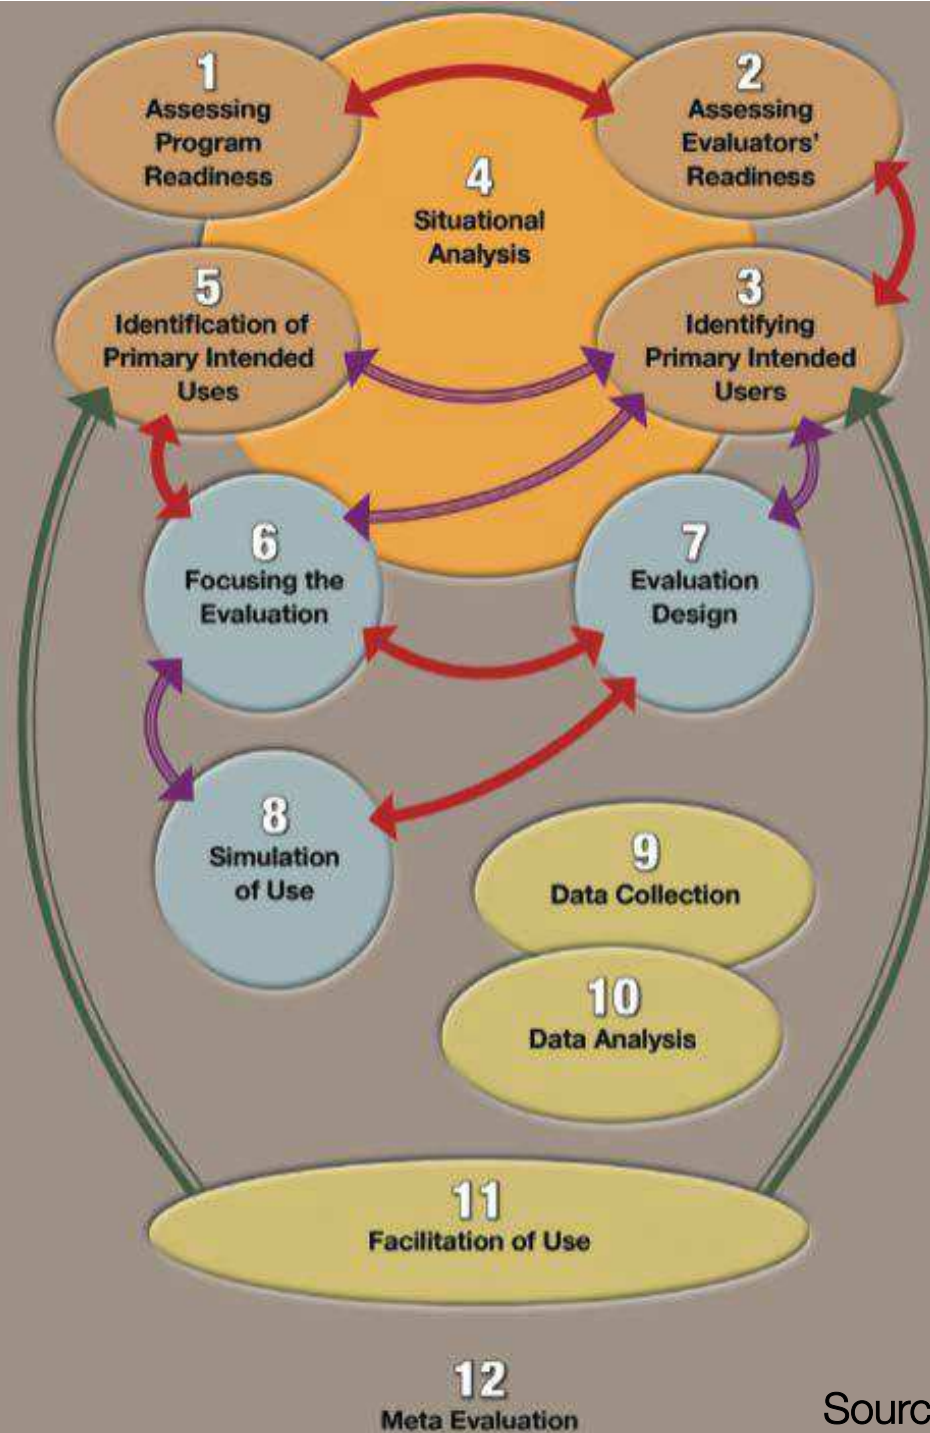 1
Assessing
Program
Readiness
2
Assessing
Evaluators’
Readiness
4
Situational
Analysis
5
Identification of
Primary Intended
Uses
3
Identifying
Primary Intended
Users
6
Focusing the
Evaluation
7
Evaluation
Design
8
Simulation
of Use
9
Data Collection
10
Data Analysis
11
Facilitation of Use
12
Meta Evaluation
Sourc